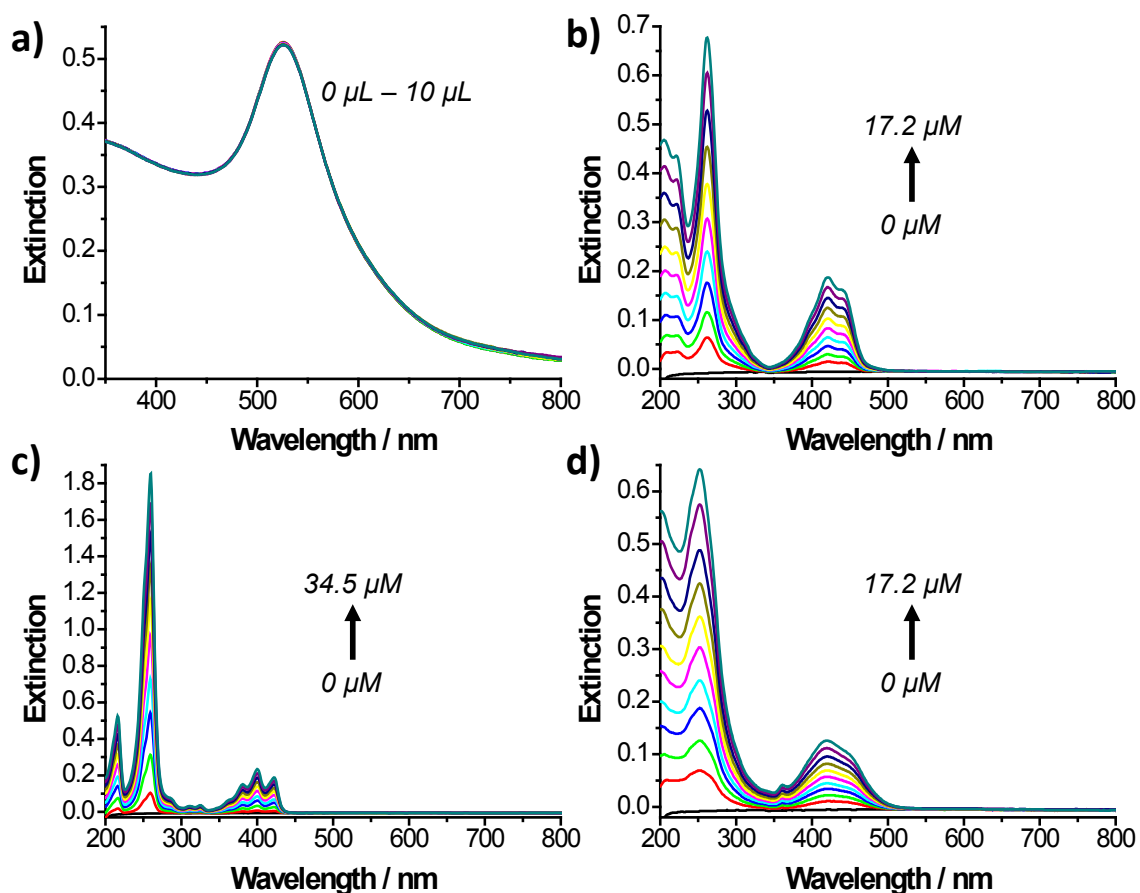 a)
Extinction
0.5
0.4
0.3
0.2
0.1
0.0
0 µL – 10 µL
400 500 600 700 800
Wavelength / nm
b)
Extinction
0.7
0.6
0.5
0.4
0.3
0.2
0.1
0.0
17.2 µM
0 µM
200 300 400 500 600 700 800
Wavelength / nm
c)
Extinction
1.8
1.6
1.4
1.2
1.0
0.8
0.6
0.4
0.2
0.0
34.5 µM
0 µM
200 300 400 500 600 700 800
Wavelength / nm
d)
Extinction
0.6
0.5
0.4
0.3
0.2
0.1
0.0
17.2 µM
0 µM
200 300 400 500 600 700 800
Wavelength / nm